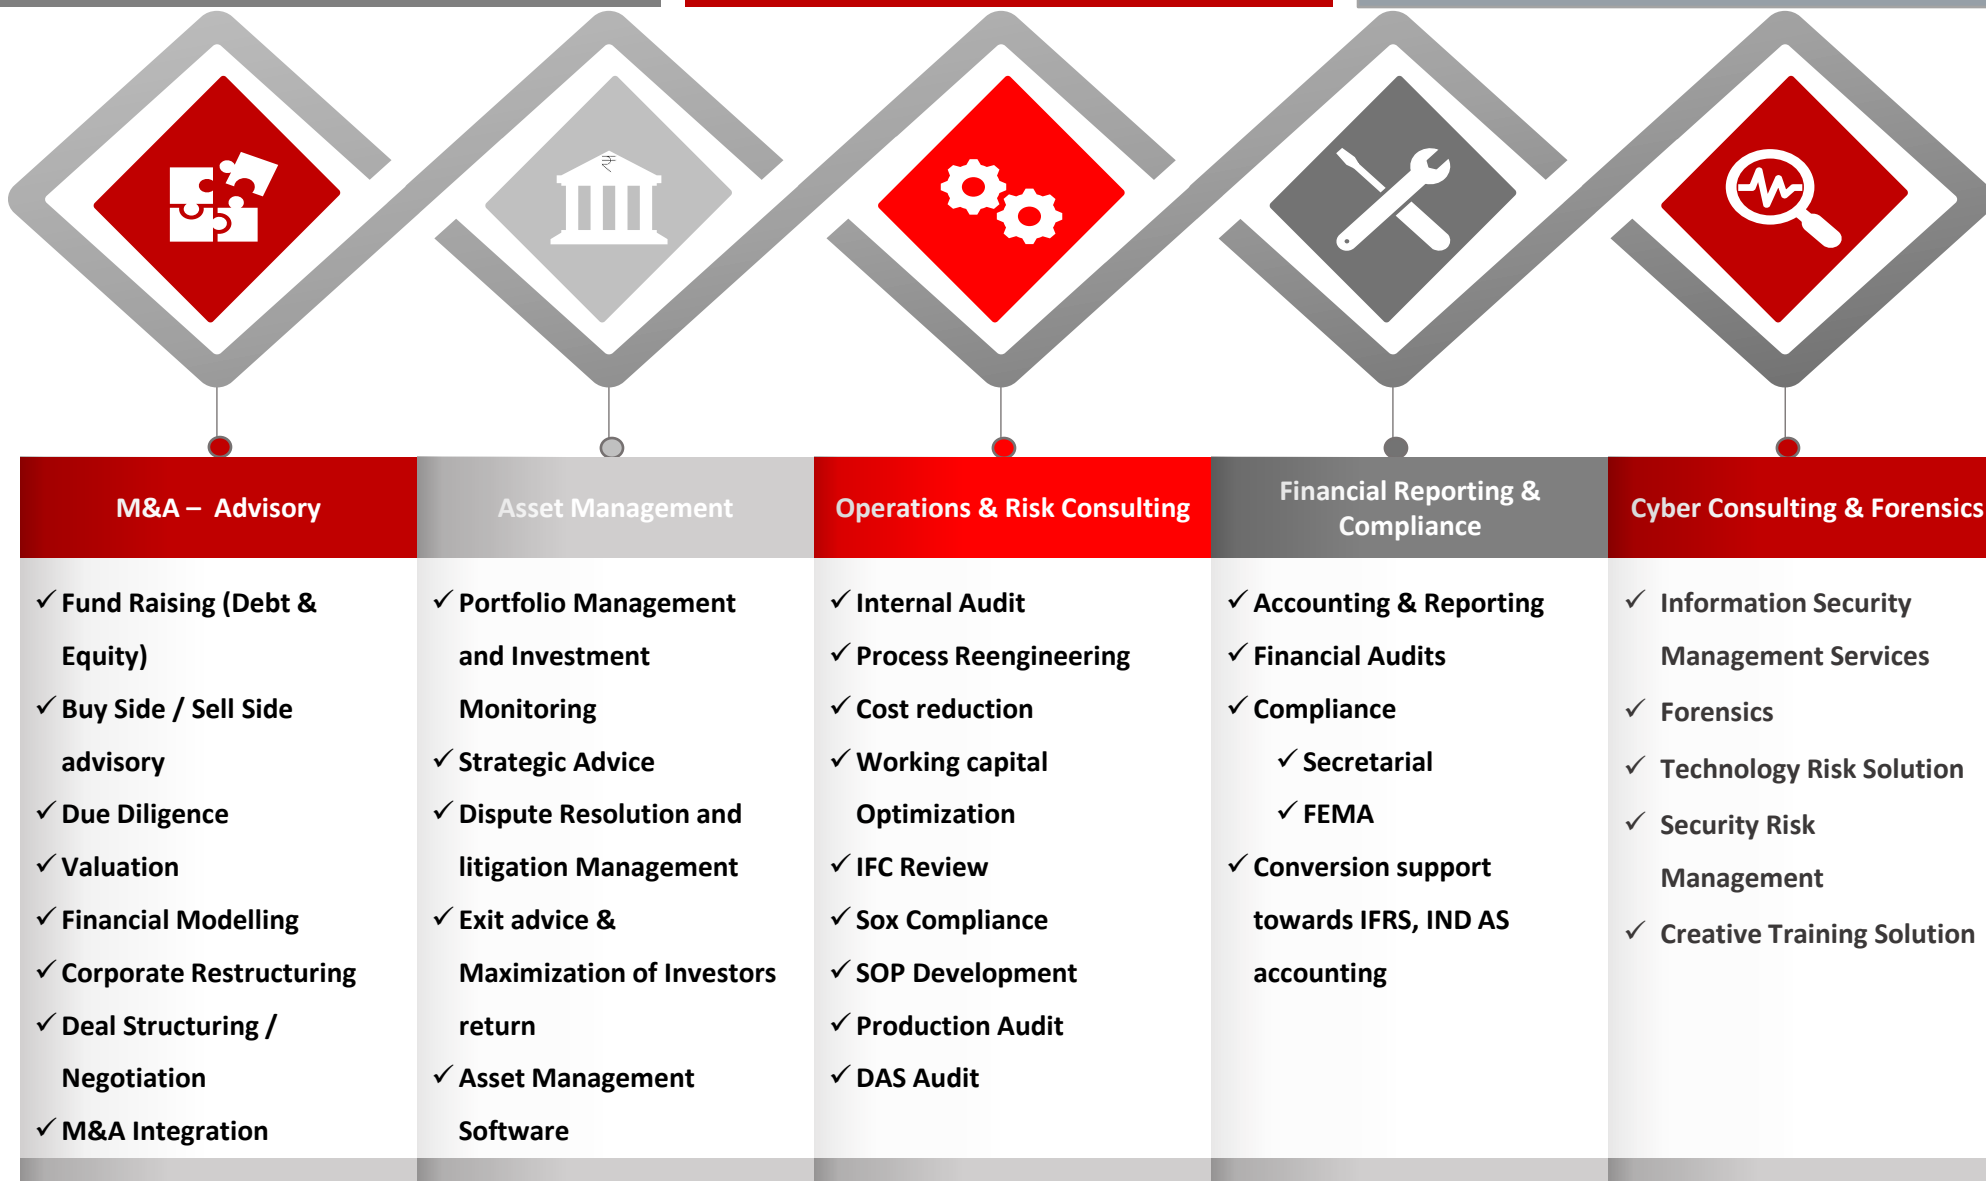 ₹
M&A – Advisory
Fund Raising (Debt &
Equity)
Buy Side / Sell Side
advisory
Due Diligence
Valuation
Financial Modelling
Corporate Restructuring
Deal Structuring /
Negotiation
M&A Integration
Asset Management
Portfolio Management
and Investment
Monitoring
Strategic Advice
Dispute Resolution and
litigation Management
Exit advice &
Maximization of Investors
return
Asset Management
Software
Operations & Risk Consulting
Internal Audit
Process Reengineering
Cost reduction
Working capital
Optimization
IFC Review
Sox Compliance
SOP Development
Production Audit
DAS Audit
Financial Reporting &
Compliance
Accounting & Reporting
Financial Audits
Compliance
Secretarial
FEMA
Conversion support
towards IFRS, IND AS
accounting
Cyber Consulting & Forensics
Information Security
Management Services
Forensics
Technology Risk Solution
Security Risk
Management
Creative Training Solution